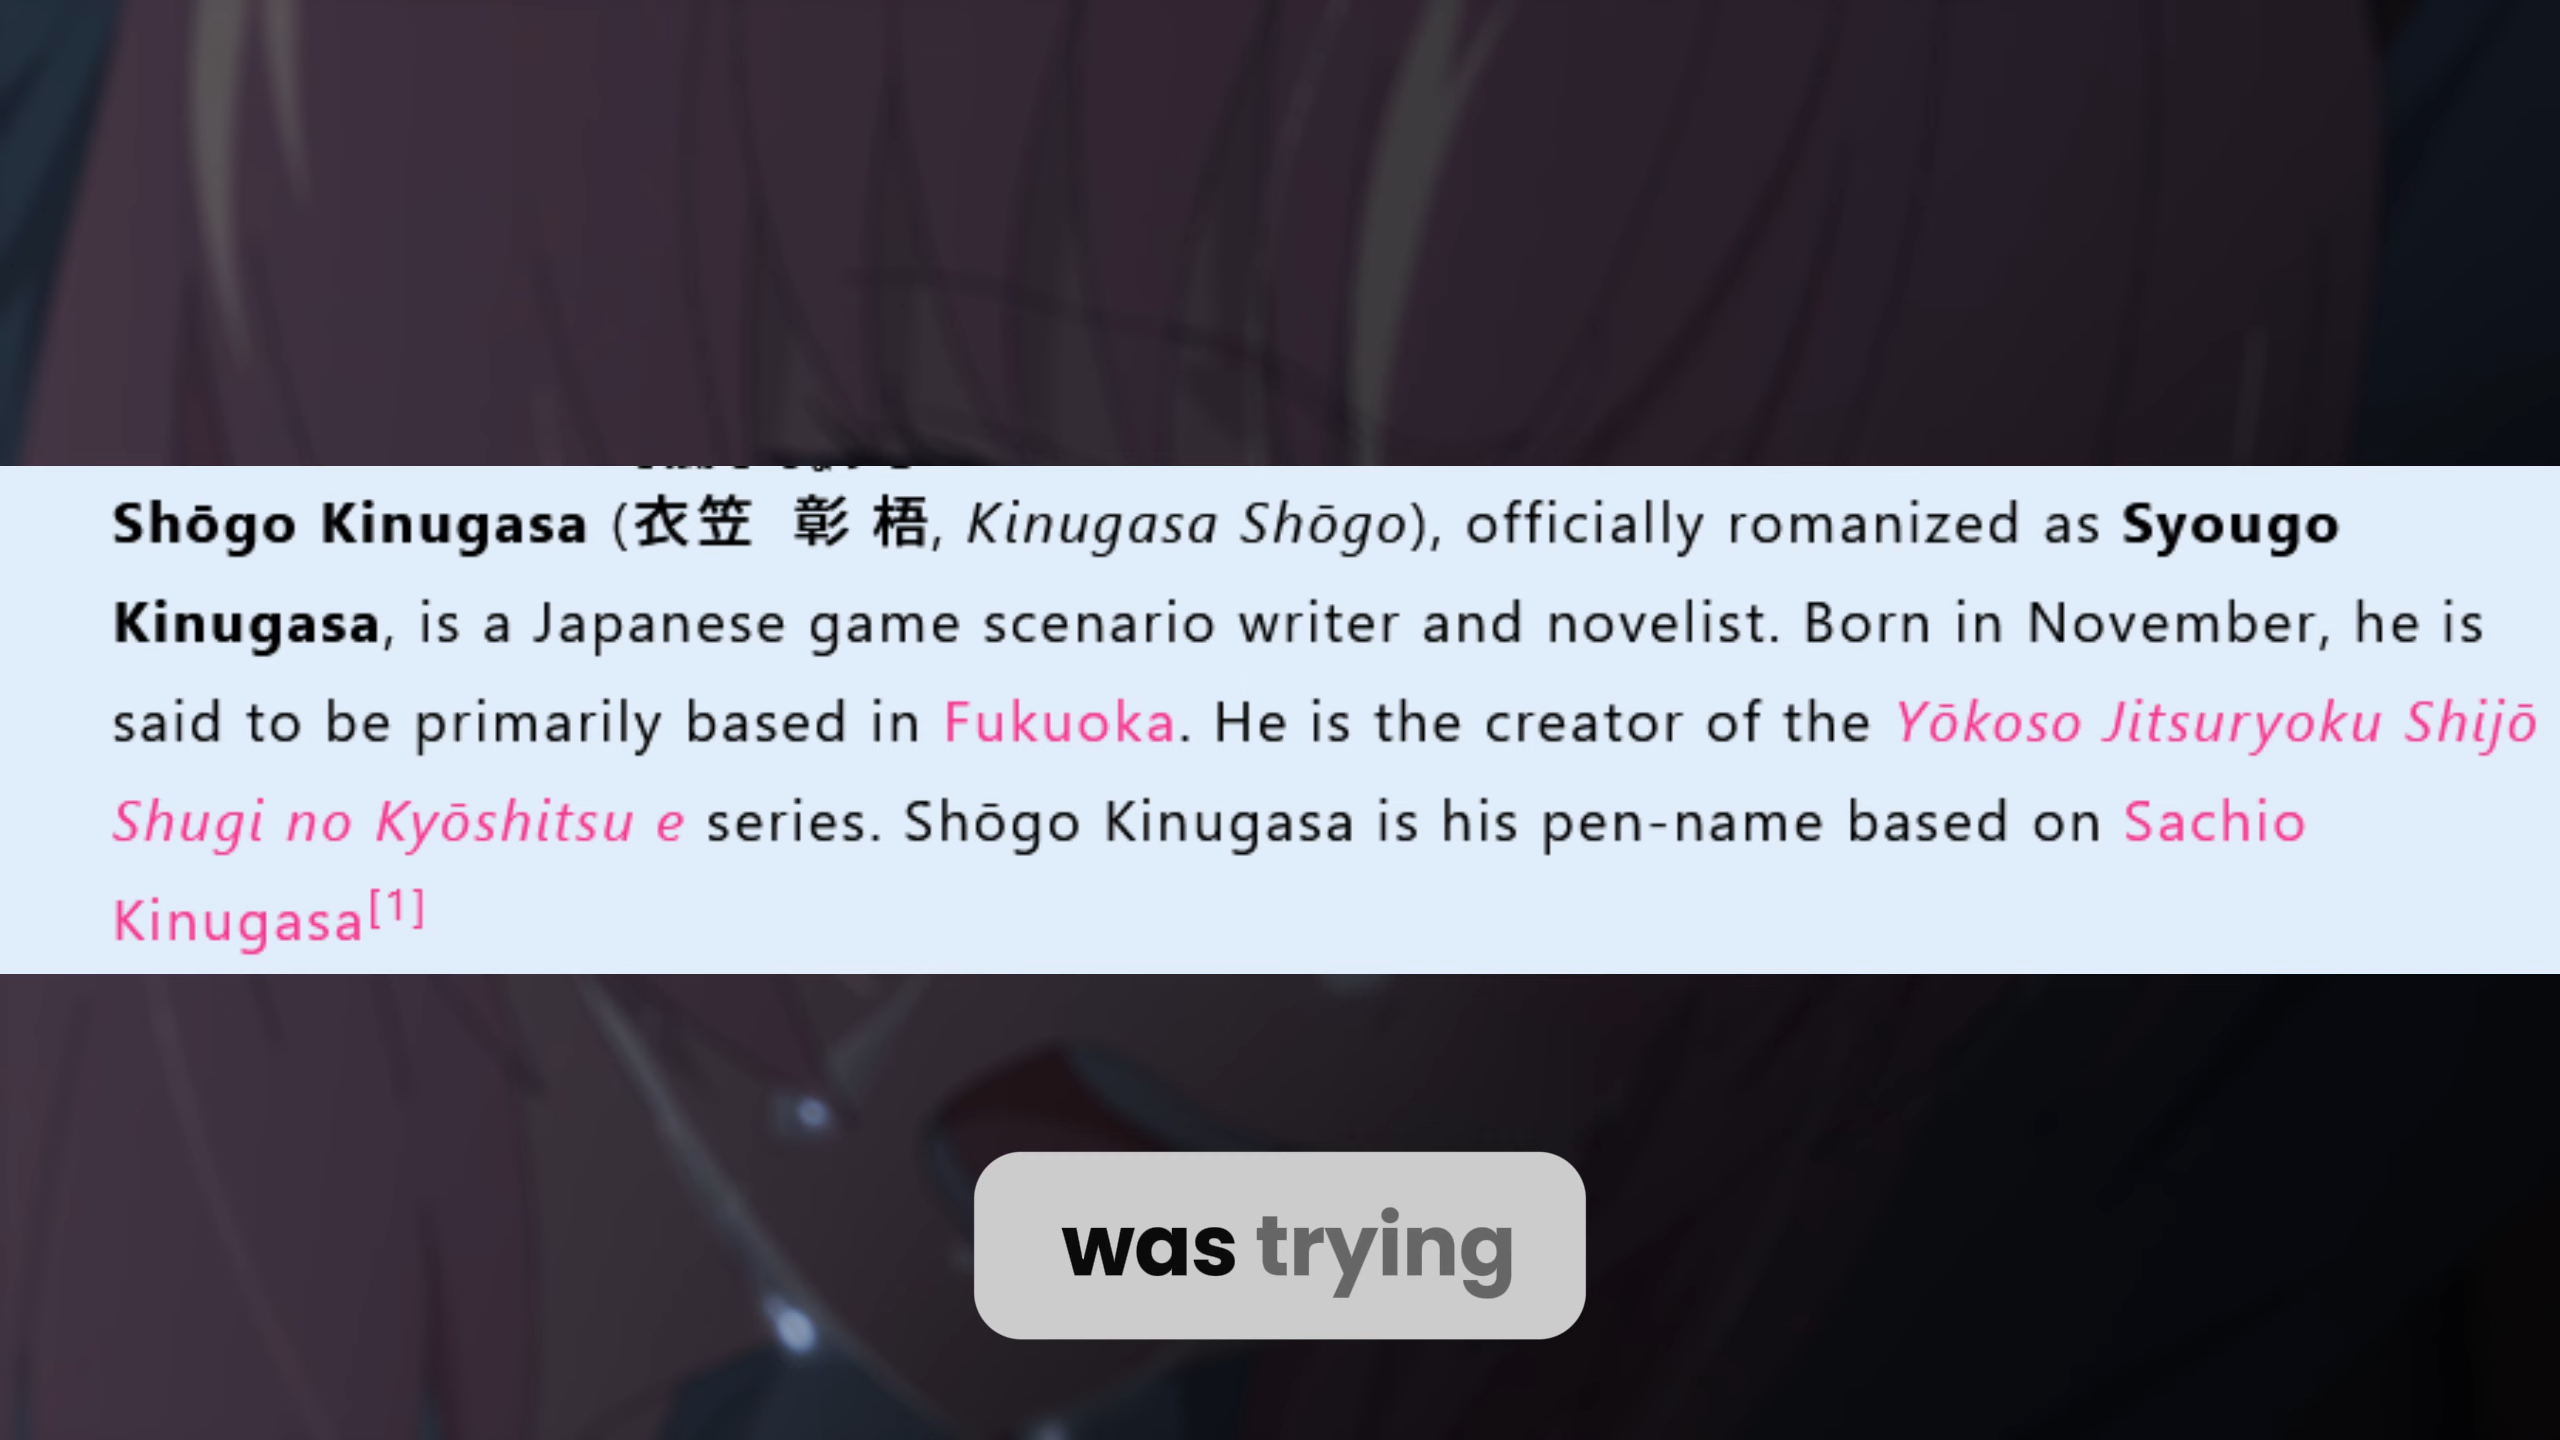 Shōgo Kinugasa (衣笠 彰梧, Kinugasa Shōgo), officially romanized as Syougo
Kinugasa, is a Japanese game scenario writer and novelist. Born in November, he is
said to be primarily based in Fukuoka. He is the creator of the Yōkoso Jitsuryoku Shijō
Shugi no Kyōshitsu e series. Shōgo Kinugasa is his pen-name based on Sachio
Kinugasa[1]
was trying